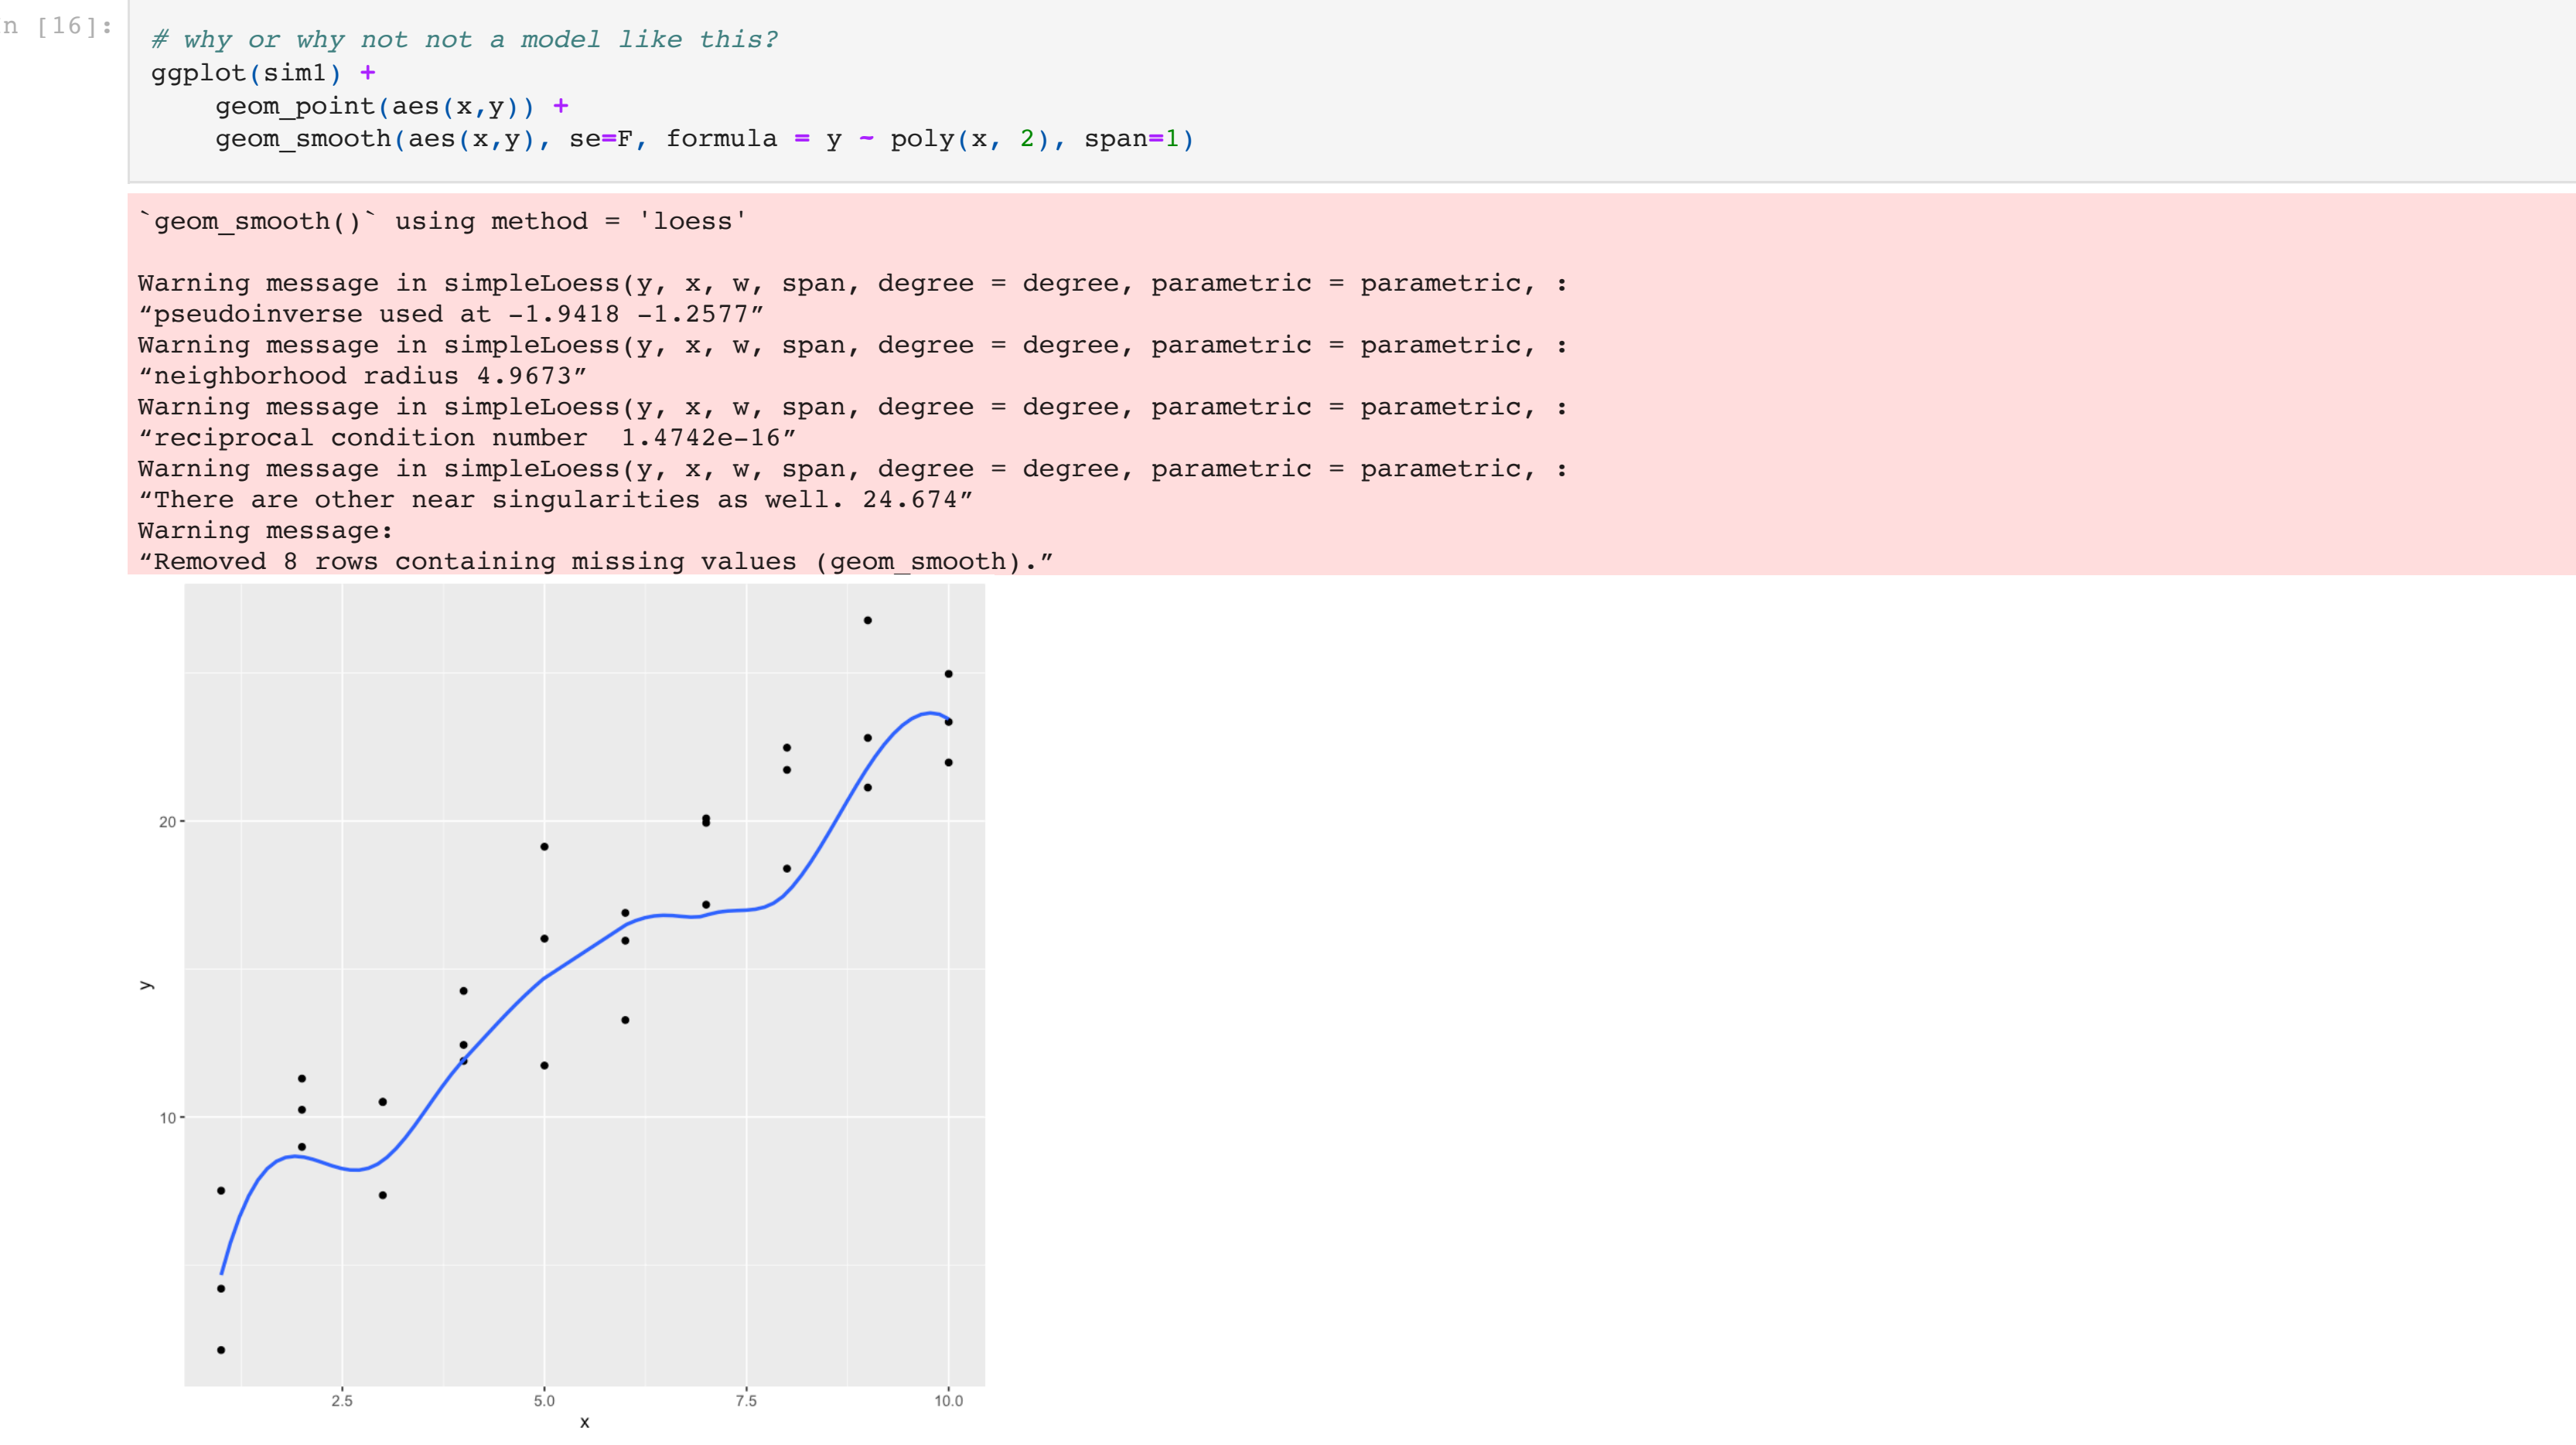 n [16]:
# why or why not not a model like this?
ggplot(sim1) +
geom_point(aes(x,y)) +
geom_smooth(aes(x,y), se=F, formula = y ~ poly(x, 2), span=1)
`geom_smooth()` using method = 'loess'
Warning message in simpleLoess(y, x, w, span, degree = degree, parametric = parametric, :
“pseudoinverse used at -1.9418 -1.2577”
Warning message in simpleLoess(y, x, w, span, degree = degree, parametric = parametric, :
“neighborhood radius 4.9673”
Warning message in simpleLoess(y, x, w, span, degree = degree, parametric = parametric, :
“reciprocal condition number  1.4742e-16”
Warning message in simpleLoess(y, x, w, span, degree = degree, parametric = parametric, :
“There are other near singularities as well. 24.674”
Warning message:
“Removed 8 rows containing missing values (geom_smooth).”
20
y
10
2.5 5.0 7.5 10.0
x